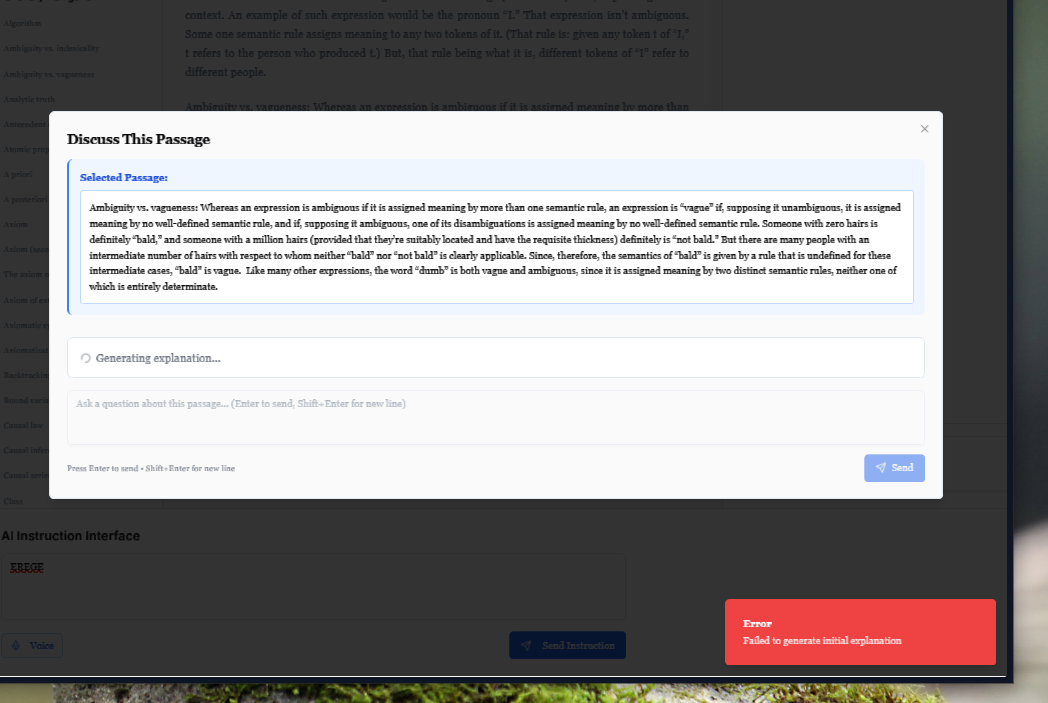 context. An example of such expression would be the pronoun “I.” That expression isn’t ambiguous.
Algorithm
Some one semantic rule assigns meaning to any two tokens of it. (That rule is: given any token t of “I,”
Ambiguity vs. indexicality
t refers to the person who produced t.) But, that rule being what it is, different tokens of “I” refer to
Ambiguity vs. vagueness
different people.
Analytic truth
Ambiguity vs. vagueness: Whereas an expression is ambiguous if it is assigned meaning by more than
Antecedent
Atomic
A priori
A posteriori
Axiom
Axiom
The axiom
Axiom of
Axiomatic
Bound
Causal law
Causal
Causal
Class
Discuss This Passage
Selected Passage:
Ambiguity vs. vagueness: Whereas an expression is ambiguous if it is assigned meaning by more than one semantic rule, an expression is “vague” if, supposing it unambiguous, it is assigned
meaning by no well-defined semantic rule, and if, supposing it ambiguous, one of its disambiguations is assigned meaning by no well-defined semantic rule. Someone with zero hairs is
definitely “bald,” and someone with a million hairs (provided that they’re suitably located and have the requisite thickness) definitely is “not bald.” But there are many people with an
intermediate number of hairs with respect to whom neither “bald” nor “not bald” is clearly applicable. Since, therefore, the semantics of “bald” is given by a rule that is undefined for these
intermediate cases, “bald” is vague. Like many other expressions, the word “dumb” is both vague and ambiguous, since it is assigned meaning by two distinct semantic rules, neither one of
which is entirely determinate.
Generating explanation...
Ask a question about this passage... (Enter to send, Shift+Enter for new line)
Press Enter to send • Shift+Enter for new line
Send
AI Instruction Interface
EREGE
Voice
Send Instruction
Error
Failed to generate initial explanation